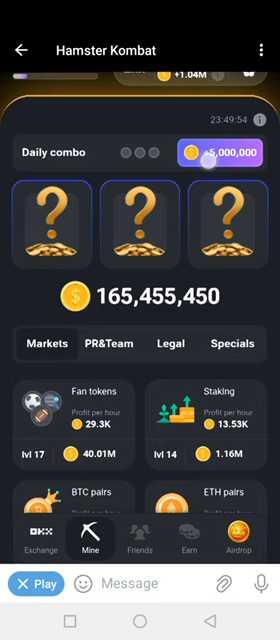 Hamster Kombat
+1.04M
23:49:54
Daily combo
+5,000,000
165,455,450
Markets
PR&Team
Legal
Specials
Fan tokens
Profit per hour
29.3K
lvl 17
40.01M
Staking
Profit per hour
13.53K
lvl 14
1.16M
BTC pairs
ETH pairs
OKX
Exchange
Mine
Friends
Earn
Airdrop
Play
Message